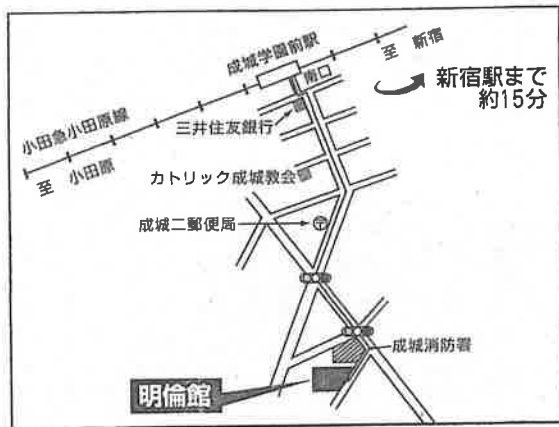 至 新宿
成城学園前駅
南口
新宿駅まで
約15分
小田急小田原線
三井住友銀行
至 小田原
カトリック成城教会
成城二郵便局
〒
成城消防署
明倫館